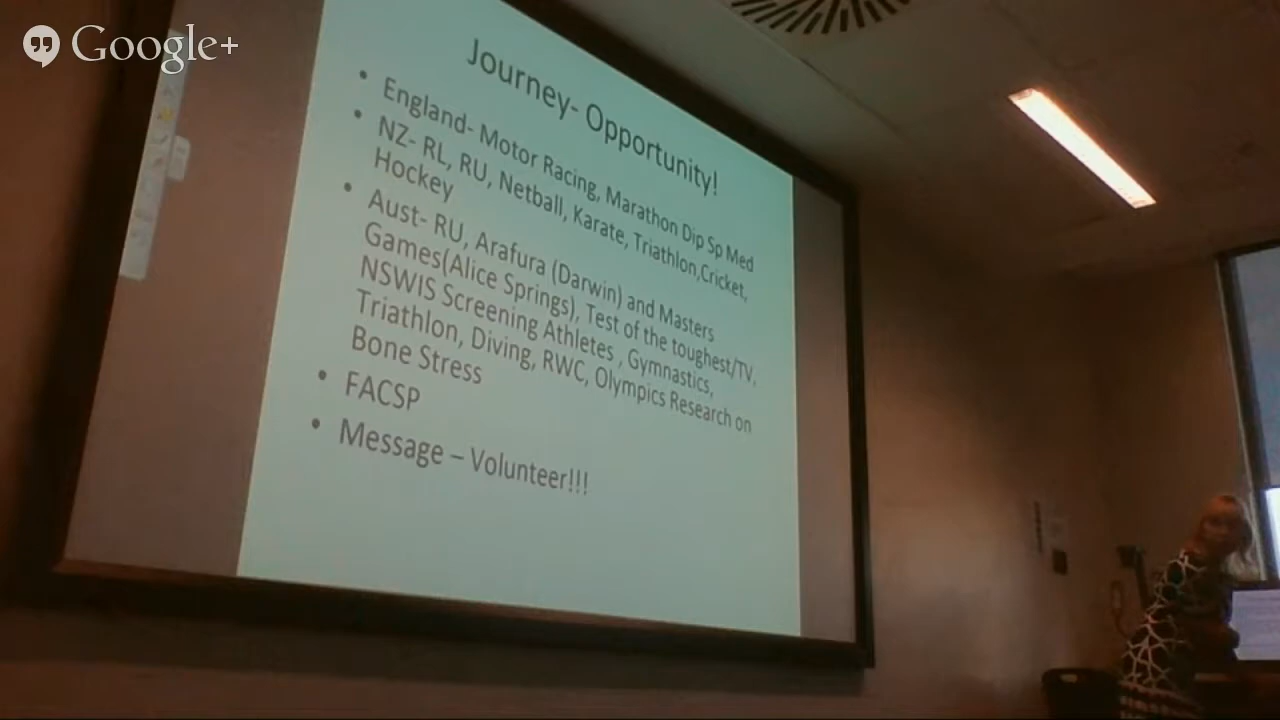 Google+
Journey- Opportunity!
• England- Motor Racing, Marathon Dip Sp Med
• NZ- RL, RU, Netball, Karate, Triathlon,Cricket,
Hockey
• Aust- RU, Arafura (Darwin) and Masters
Games(Alice Springs), Test of the toughest/TV,
NSWIS Screening Athletes , Gymnastics,
Triathlon, Diving, RWC, Olympics Research on
Bone Stress
• FACSP
• Message – Volunteer!!!